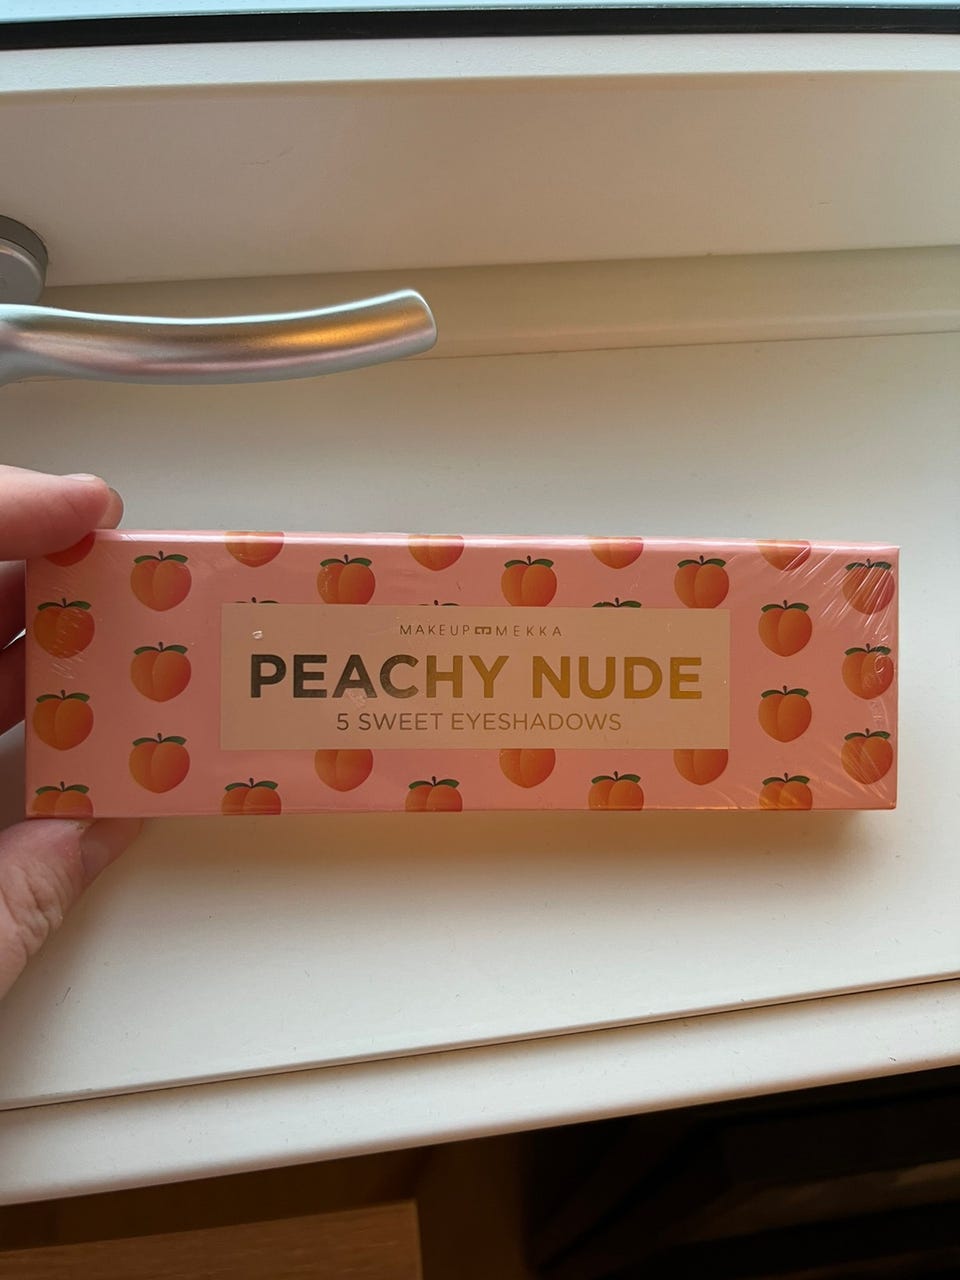 MAKEUP MEKKA
PEACHY NUDE
5 SWEET EYESHADOWS